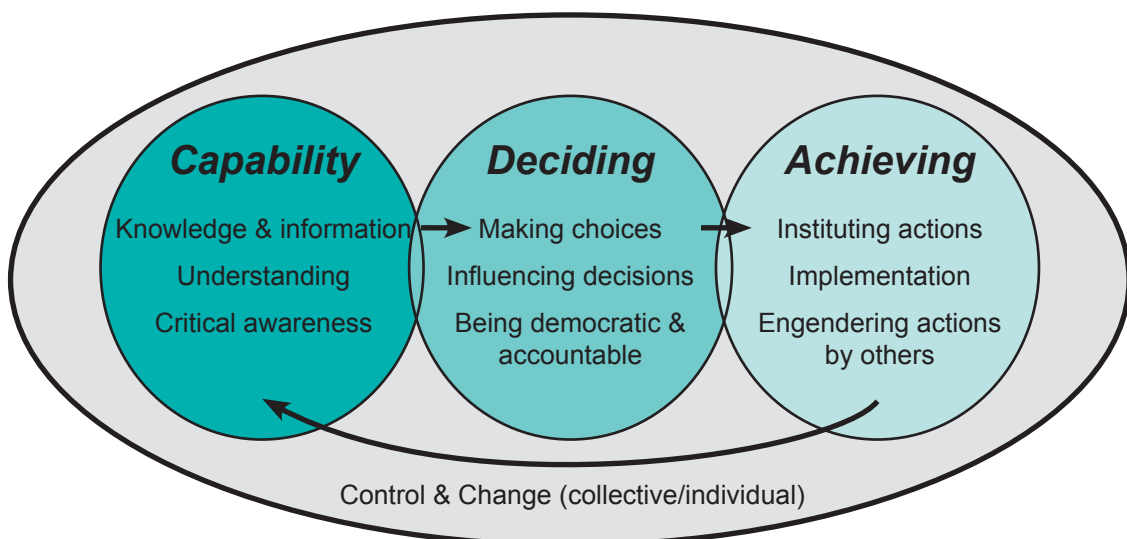 Capability
Knowledge & information
Understanding
Critical awareness
Deciding
Making choices
Influencing decisions
Being democratic &
accountable
Achieving
Instituting actions
Implementation
Engendering actions
by others
Control & Change (collective/individual)